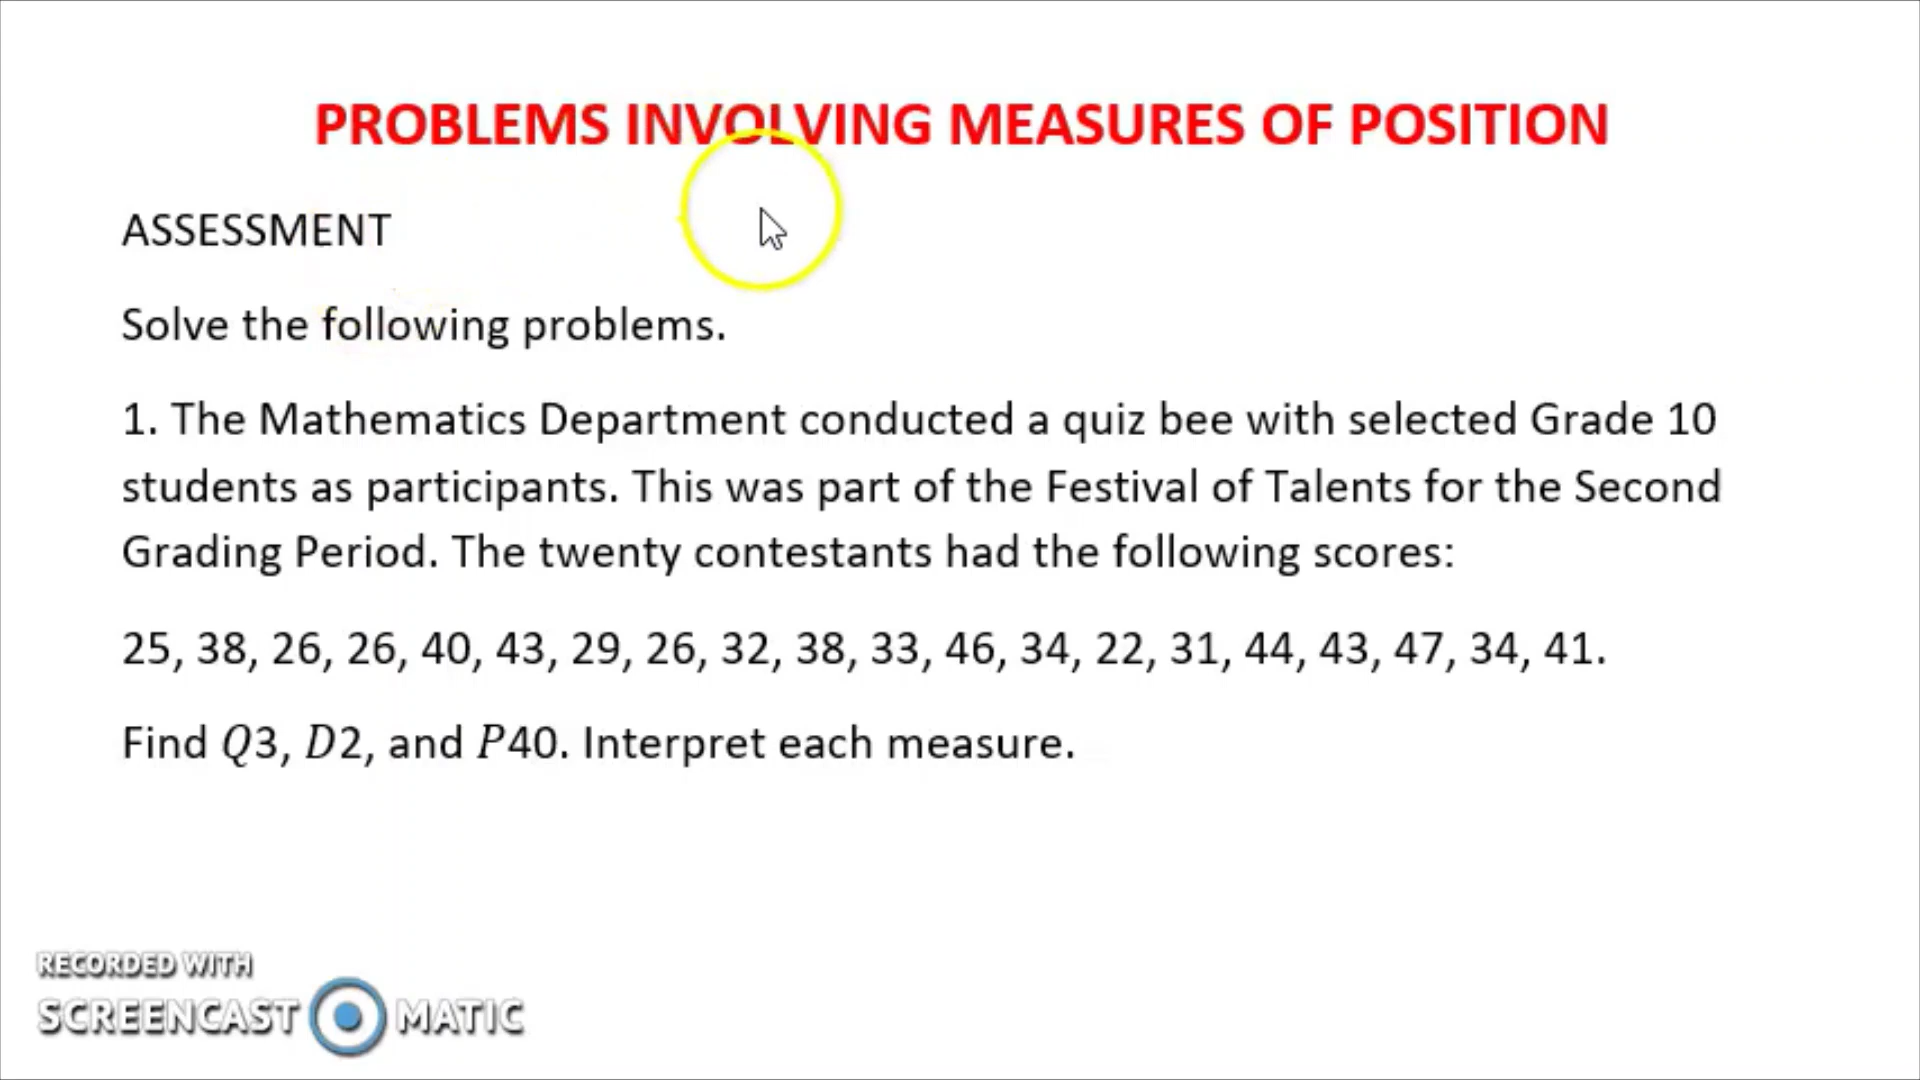 PROBLEMS INVOLVING MEASURES OF POSITION
ASSESSMENT
Solve the following problems.
1. The Mathematics Department conducted a quiz bee with selected Grade 10
students as participants. This was part of the Festival of Talents for the Second
Grading Period. The twenty contestants had the following scores:
25, 38, 26, 26, 40, 43, 29, 26, 32, 38, 33, 46, 34, 22, 31, 44, 43, 47, 34, 41.
Find Q3, D2, and P40. Interpret each measure.
RECORDED WITH
SCREENCAST MATIC